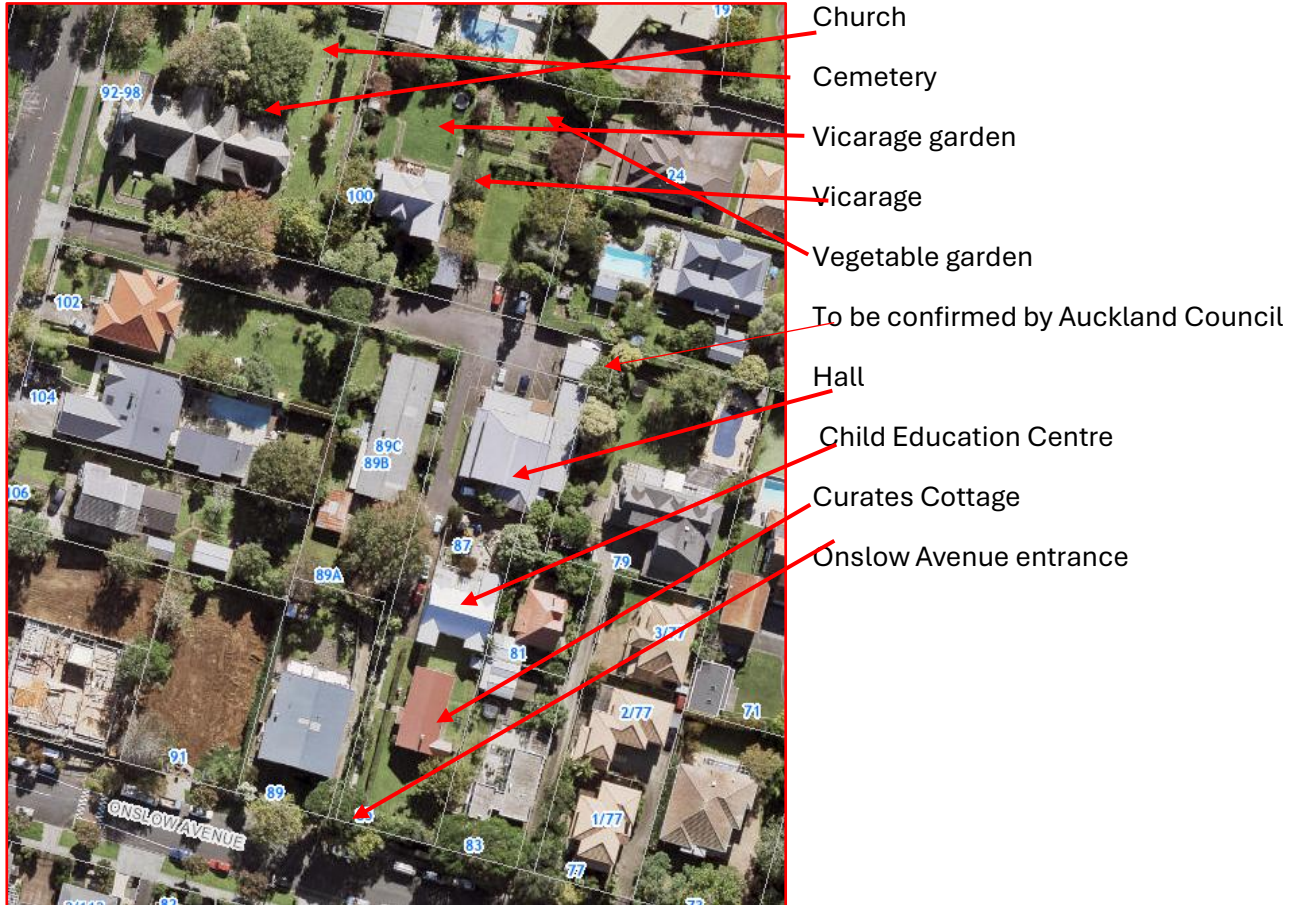 Church
Cemetery
Vicarage garden
Vicarage
Vegetable garden
To be confirmed by Auckland Council
Hall
Child Education Centre
Curates Cottage
Onslow Avenue entrance
19
92-98
24
100
102
104
89C
89B
106
87
79
89A
3/77
81
2/77
71
91
89
ONSLOW AVENUE
1/77
83
77